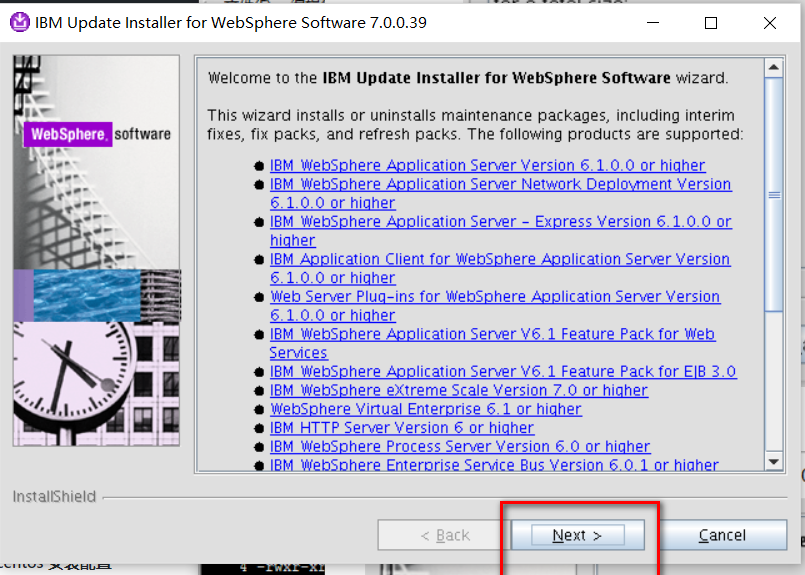 IBM Update Installer for WebSphere Software 7.0.0.39
Welcome to the IBM Update Installer for WebSphere Software wizard.
This wizard installs or uninstalls maintenance packages, including interim
fixes, fix packs, and refresh packs. The following products are supported:
IBM WebSphere Application Server Version 6.1.0.0 or higher
IBM WebSphere Application Server Network Deployment Version
6.1.0.0 or higher
IBM WebSphere Application Server - Express Version 6.1.0.0 or
higher
IBM Application Client for WebSphere Application Server Version
6.1.0.0 or higher
Web Server Plug-ins for WebSphere Application Server Version
6.1.0.0 or higher
IBM WebSphere Application Server V6.1 Feature Pack for Web
Services
IBM WebSphere Application Server V6.1 Feature Pack for EJB 3.0
IBM WebSphere eXtreme Scale Version 7.0 or higher
WebSphere Virtual Enterprise 6.1 or higher
IBM HTTP Server Version 6 or higher
IBM WebSphere Process Server Version 6.0 or higher
IBM WebSphere Enterprise Service Bus Version 6.0.1 or higher
WebSphere. software
InstallShield
< Back
Next >
Cancel
安装配置
4 -rwxr-xr